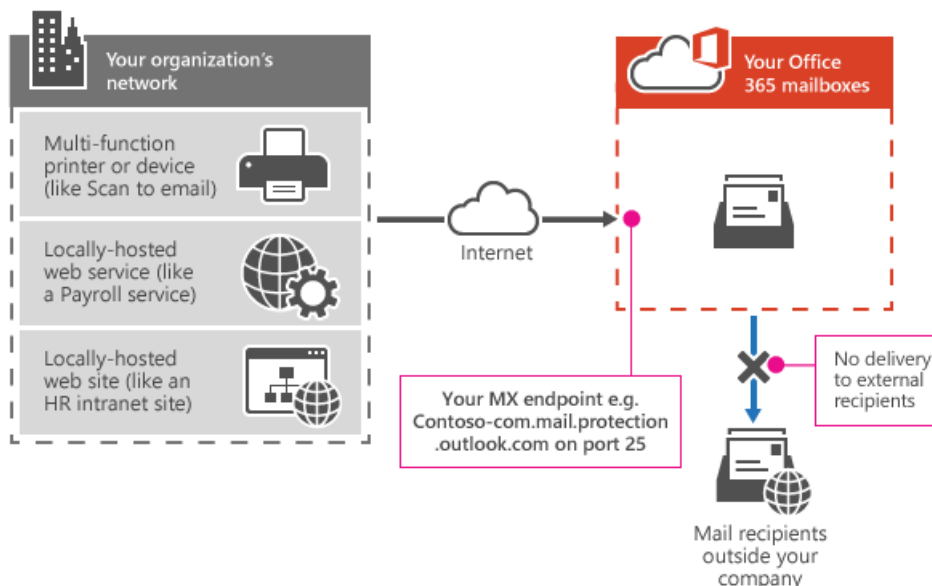 Your organization's
network
Multi-function
printer or device
(like Scan to email)
Locally-hosted
web service (like
a Payroll service)
Locally-hosted
web site (like an
HR intranet site)
Internet
Your Office
365 mailboxes
Your MX endpoint e.g.
Contoso-com.mail.protection
.outlook.com on port 25
No delivery
to external
recipients
Mail recipients
outside your
company